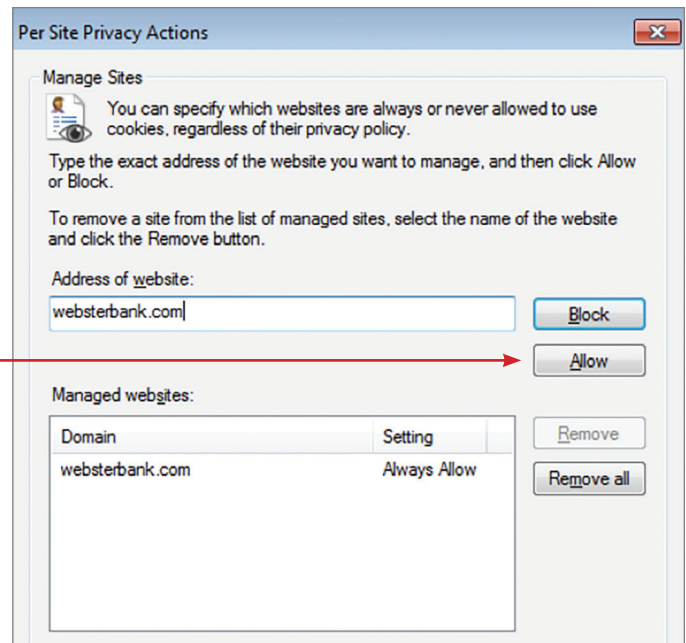 Per Site Privacy Actions
Manage Sites
You can specify which websites are always or never allowed to use
cookies, regardless of their privacy policy.
Type the exact address of the website you want to manage, and then click Allow
or Block.
To remove a site from the list of managed sites, select the name of the website
and click the Remove button.
Address of website:
websterbank.com
Block
Allow
Managed websites:
Domain Setting
Remove
websterbank.com Always Allow
Remove all